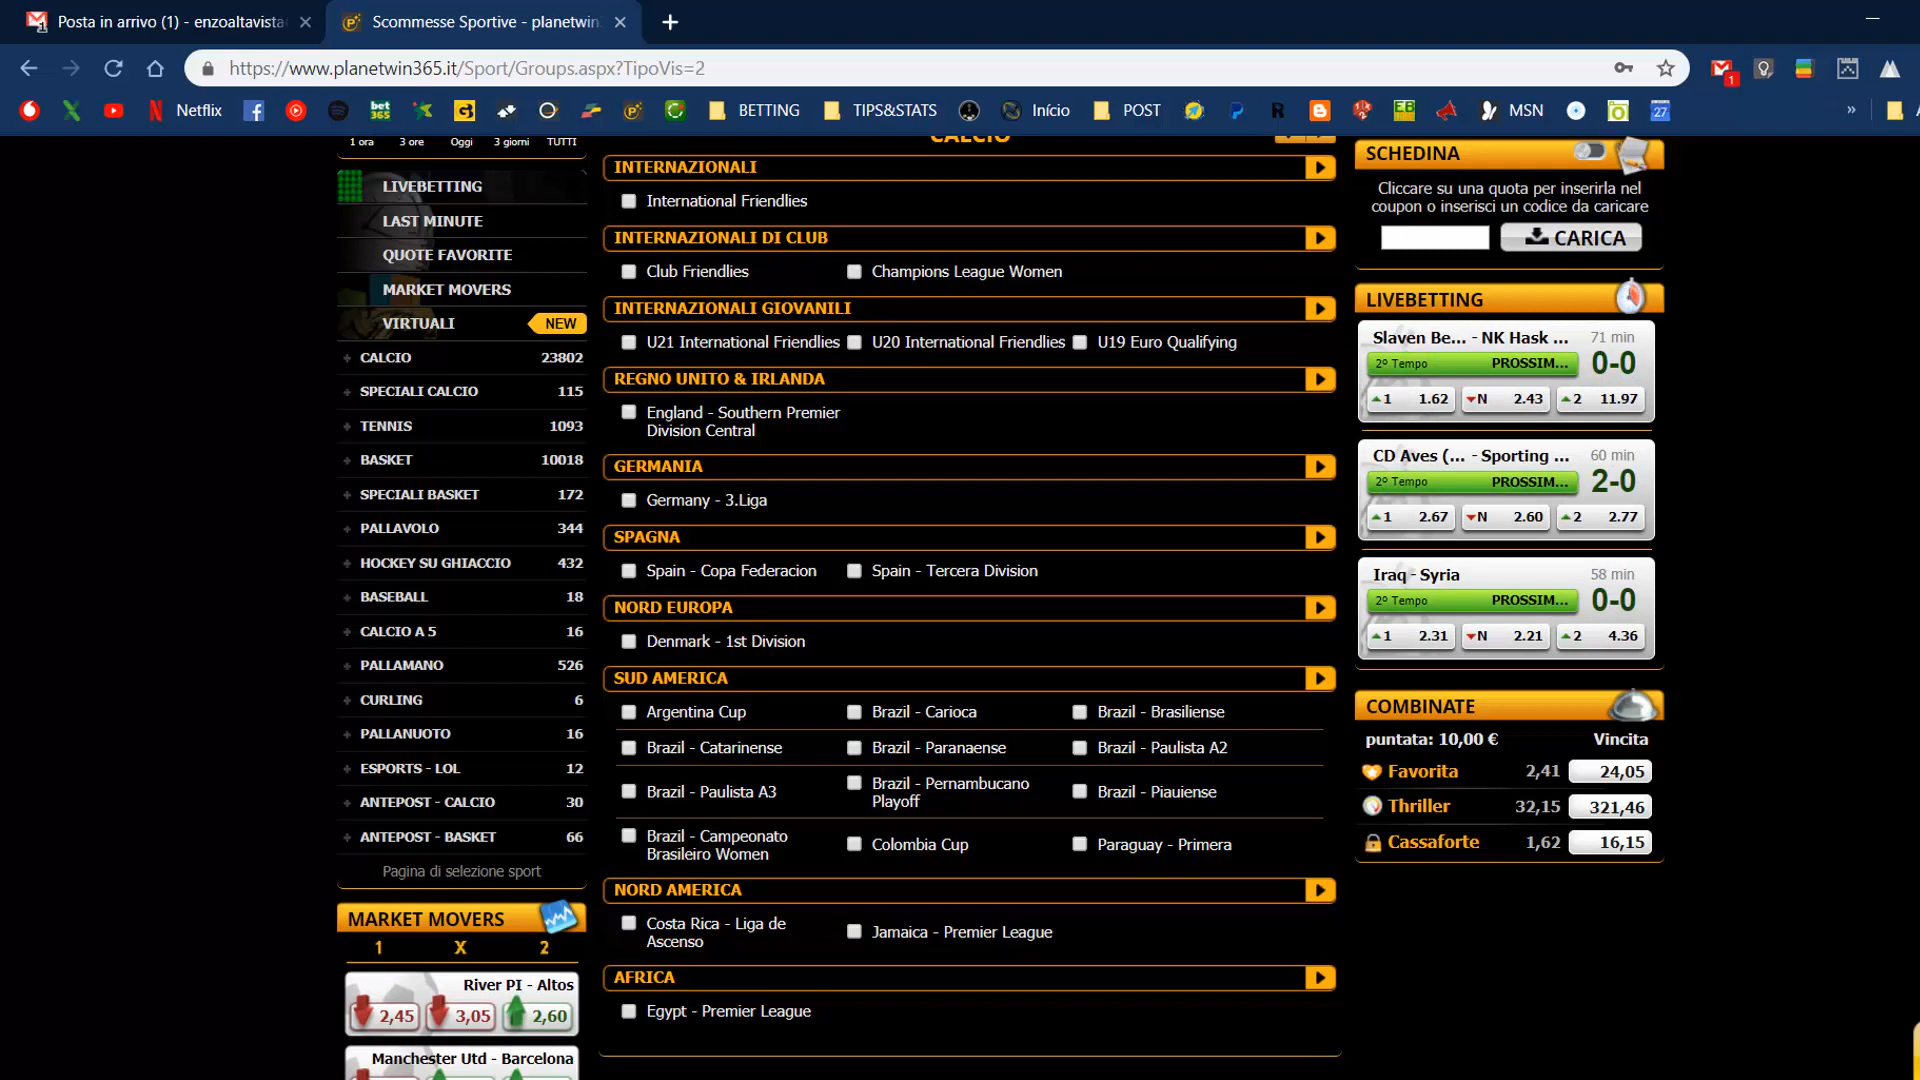 Posta in arrivo (1) - enzoaltavista
Scommesse Sportive - planetwin
https://www.planetwin365.it/Sport/Groups.aspx?TipoVis=2
1
Netflix
bet365
BETTING
TIPS&STATS
Início
POST
EB
MSN
27
1 ora 3 ore Oggi 3 giorni TUTTI
LIVEBETTING
LAST MINUTE
QUOTE FAVORITE
MARKET MOVERS
VIRTUALI NEW
CALCIO 23802
SPECIALI CALCIO 115
TENNIS 1093
BASKET 10018
SPECIALI BASKET 172
PALLAVOLO 344
HOCKEY SU GHIACCIO 432
BASEBALL 18
CALCIO A 5 16
PALLAMANO 526
CURLING 6
PALLANUOTO 16
ESPORTS - LOL 12
ANTEPOST - CALCIO 30
ANTEPOST - BASKET 66
Pagina di selezione sport
MARKET MOVERS
1 X 2
River PI - Altos
2,45 3,05 2,60
Manchester Utd - Barcelona
CALCIO
INTERNAZIONALI
International Friendlies
INTERNAZIONALI DI CLUB
Club Friendlies Champions League Women
INTERNAZIONALI GIOVANILI
U21 International Friendlies U20 International Friendlies U19 Euro Qualifying
REGNO UNITO & IRLANDA
England - Southern Premier
Division Central
GERMANIA
Germany - 3.Liga
SPAGNA
Spain - Copa Federacion Spain - Tercera Division
NORD EUROPA
Denmark - 1st Division
SUD AMERICA
Argentina Cup Brazil - Carioca Brazil - Brasiliense
Brazil - Catarinense Brazil - Paranaense Brazil - Paulista A2
Brazil - Paulista A3 Brazil - Pernambucano
Playoff Brazil - Piauiense
Brazil - Campeonato
Brasileiro Women Colombia Cup Paraguay - Primera
NORD AMERICA
Costa Rica - Liga de
Ascenso Jamaica - Premier League
AFRICA
Egypt - Premier League
SCHEDINA
Cliccare su una quota per inserirla nel
coupon o inserisci un codice da caricare
CARICA
LIVEBETTING
Slaven Be... - NK Hask ... 71 min
2º Tempo PROSSIM... 0-0
1 1.62 N 2.43 2 11.97
CD Aves (... - Sporting ... 60 min
2º Tempo PROSSIM... 2-0
1 2.67 N 2.60 2 2.77
Iraq - Syria 58 min
2º Tempo PROSSIM... 0-0
1 2.31 N 2.21 2 4.36
COMBINATE
puntata: 10,00 € Vincita
Favorita 2,41 24,05
Thriller 32,15 321,46
Cassaforte 1,62 16,15